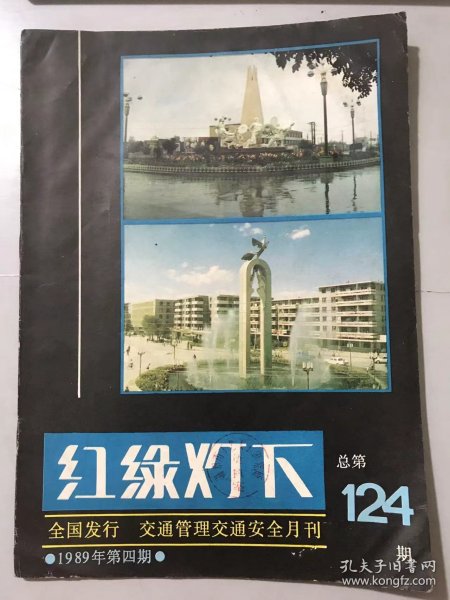 红绿灯下
总第
124
期
全国发行 交通管理交通安全月刊
●1989年第四期●
孔夫子旧书网
www.kongfz.com